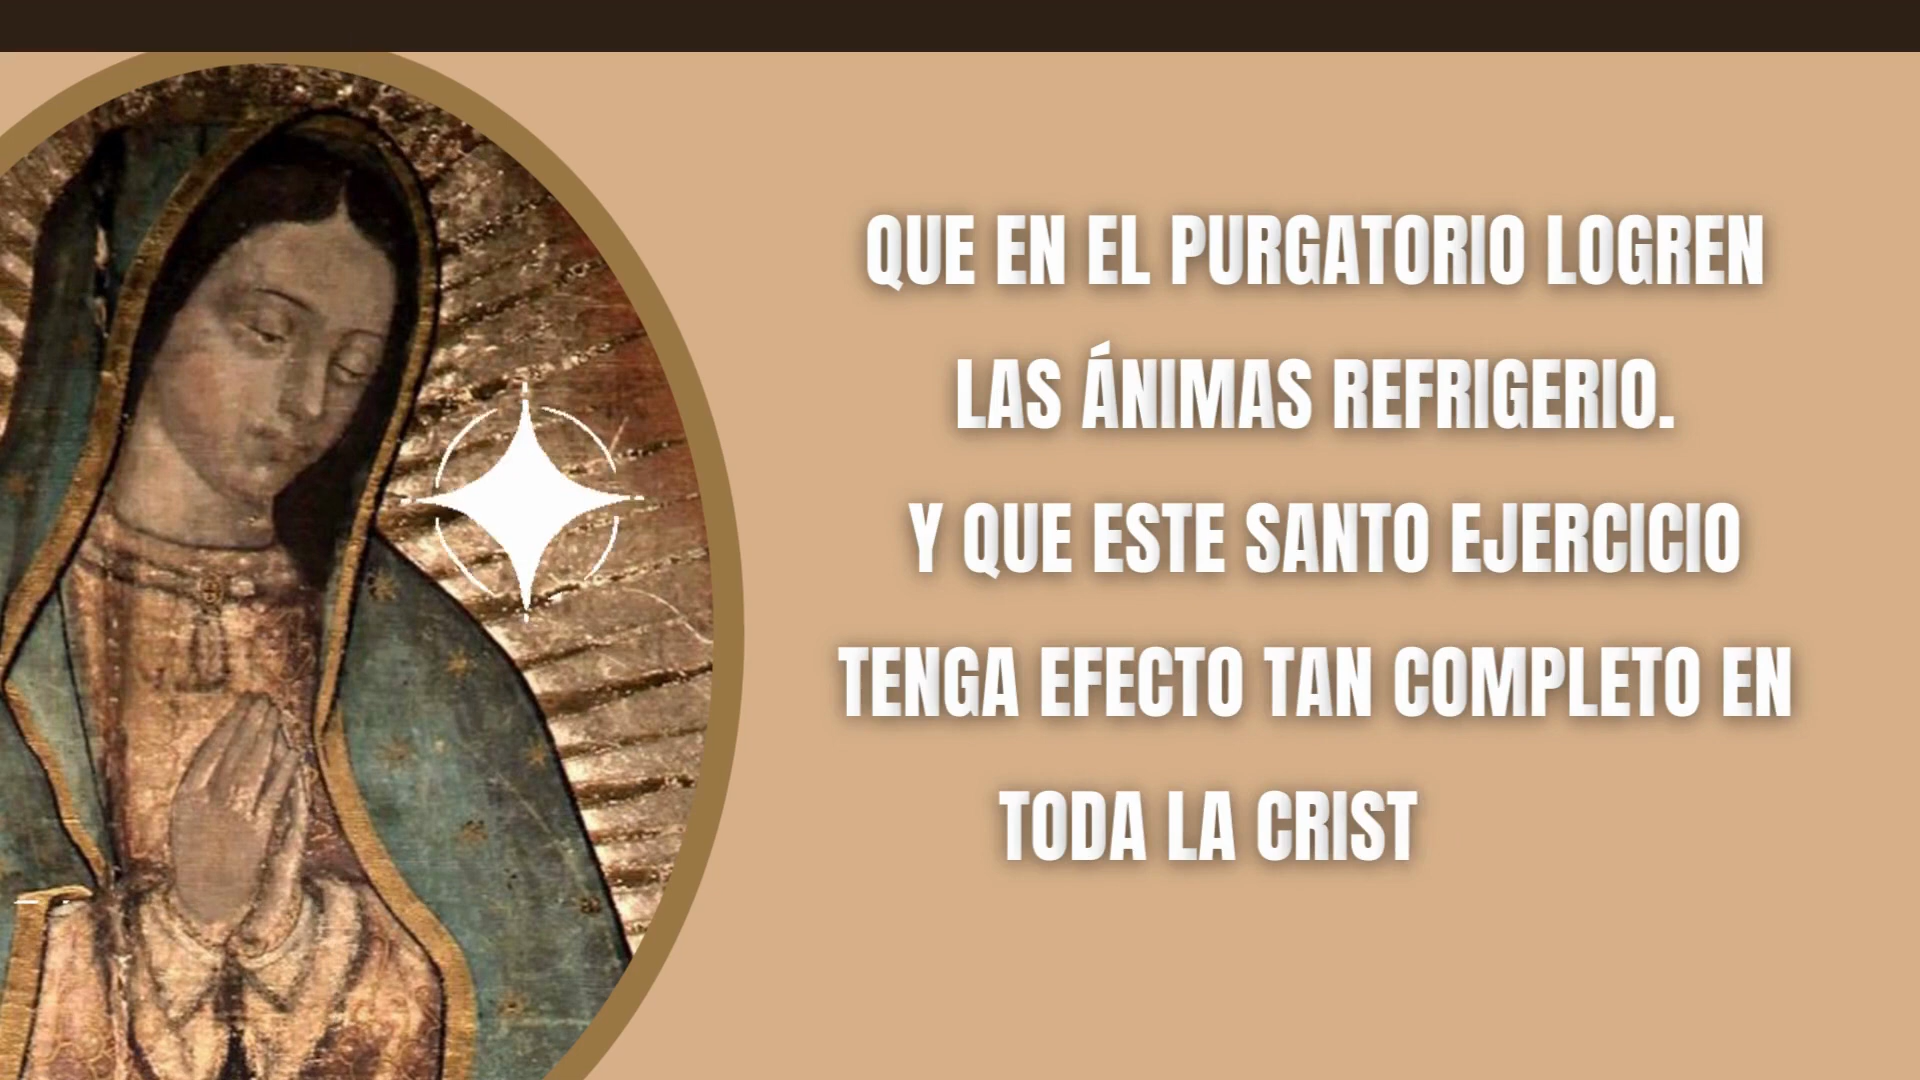 QUE EN EL PURGATORIO LOGREN
LAS ÁNIMAS REFRIGERIO.
Y QUE ESTE SANTO EJERCICIO
TENGA EFECTO TAN COMPLETO EN
TODA LA CRIST